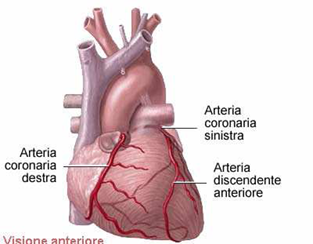 Arteria
coronaria
sinistra
Arteria
coronaria
destra
Arteria
discendente
anteriore
Visione anteriore